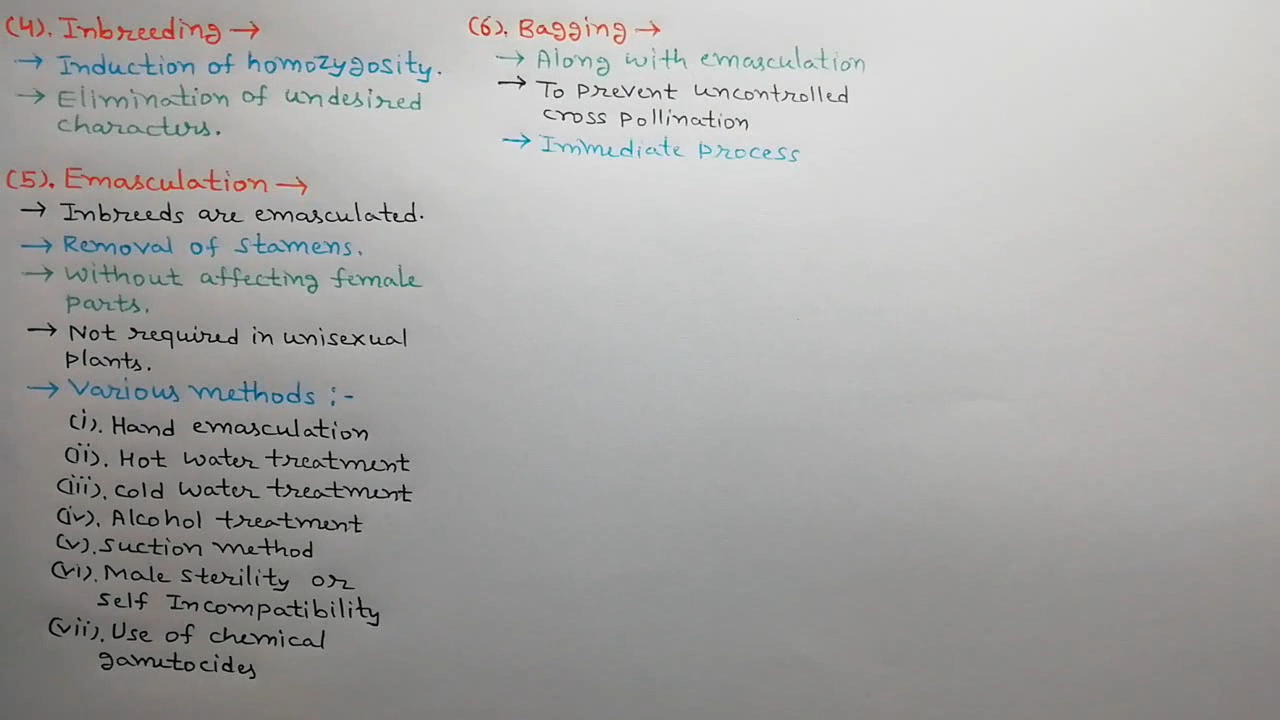 (4). Inbreeding →
→ Induction of homozygosity.
→ Elimination of undesired
characters.
(5). Emasculation →
→ Inbreeds are emasculated.
→ Removal of stamens.
→ Without affecting female
parts.
→ Not required in unisexual
plants.
→ Various methods :-
(i). Hand emasculation
(ii). Hot water treatment
(iii). Cold water treatment
(iv). Alcohol treatment
(v). Suction method
(vi). Male sterility or
Self Incompatibility
(vii). Use of chemical
gametocides
(6). Bagging →
→ Along with emasculation
→ To prevent uncontrolled
cross pollination
→ Immediate process